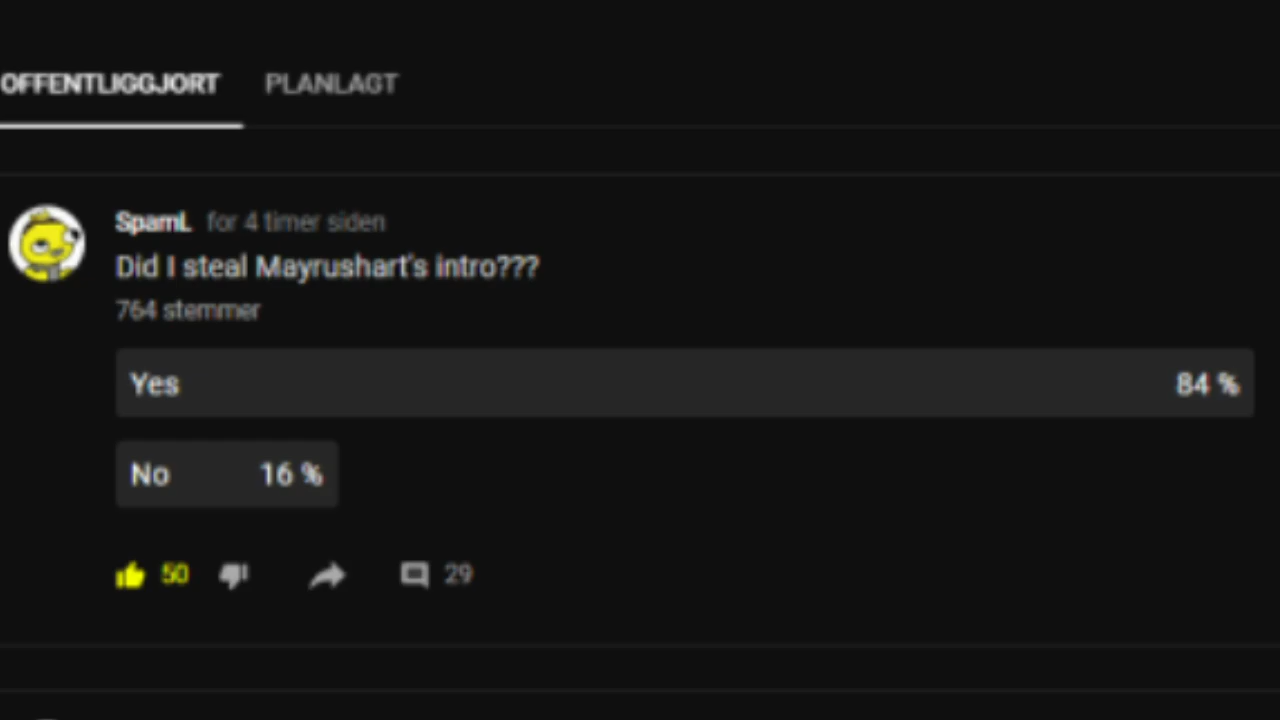 OFFENTLIGGJORT PLANLAGT
SpamL for 4 timer siden
Did I steal Mayrushart's intro???
764 stemmer
Yes 84 %
No 16 %
50 29